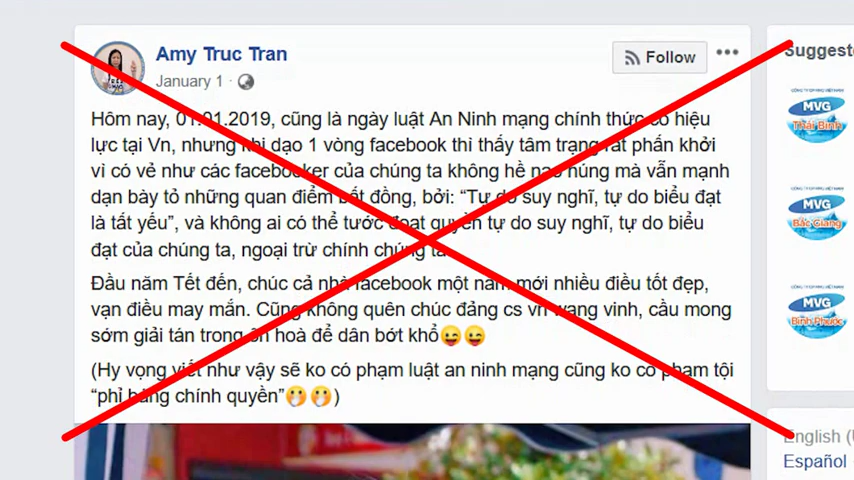 Amy Truc Tran
January 1
Follow
Hôm nay, 01.01.2019, cũng là ngày luật An Ninh mạng chính thức có hiệu
lực tại Vn, nhưng khi dạo 1 vòng facebook thì thấy tâm trạng rất phấn khởi
vì có vẻ như các facebooker của chúng ta không hề nao núng mà vẫn mạnh
dạn bày tỏ những quan điểm bất đồng, bởi: “Tự do suy nghĩ, tự do biểu đạt
là tất yếu”, và không ai có thể tước đoạt quyền tự do suy nghĩ, tự do biểu
đạt của chúng ta, ngoại trừ chính chúng ta.
Đầu năm Tết đến, chúc cả nhà facebook một năm mới nhiều điều tốt đẹp,
vạn điều may mắn. Cũng không quên chúc đảng cs vn vang vinh, cầu mong
sớm giải tán trong ôn hoà để dân bớt khổ😜😜
(Hy vọng viết như vậy sẽ ko có phạm luật an ninh mạng cũng ko có phạm tội
“phỉ báng chính quyền”🤭🤭)
Suggeste
MVG
Thái Bình
MVG
Bắc Giang
MVG
Bình Phước
English (U
Español